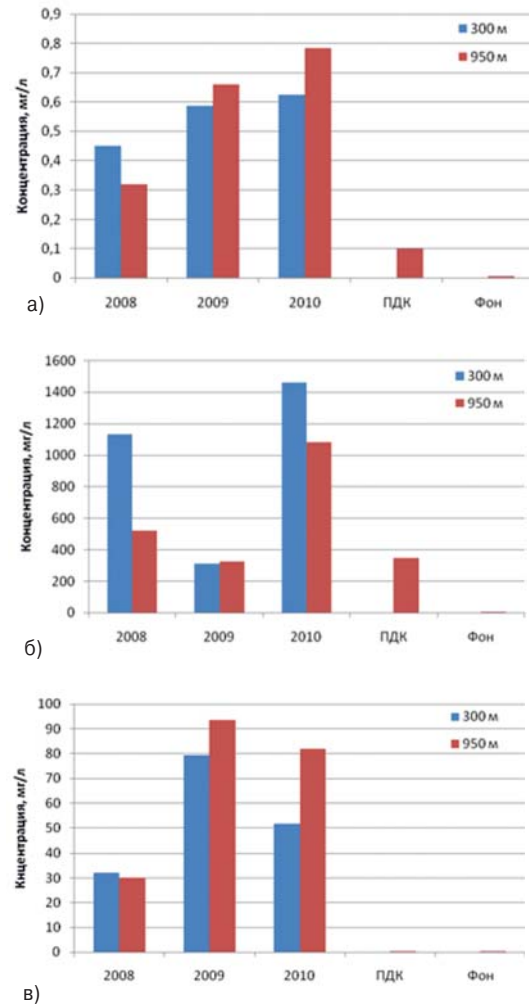 0,9
0,8
0,7
0,6
0,5
0,4
0,3
0,2
0,1
0
Концентрация, мг/л
300 м
950 м
2008 2009 2010 ПДК Фон
а)
1600
1400
1200
1000
800
600
400
200
0
Концентрация, мг/л
300 м
950 м
2008 2009 2010 ПДК Фон
б)
100
90
80
70
60
50
40
30
20
10
0
Кнцентрация, мг/л
300 м
950 м
2008 2009 2010 ПДК Фон
в)